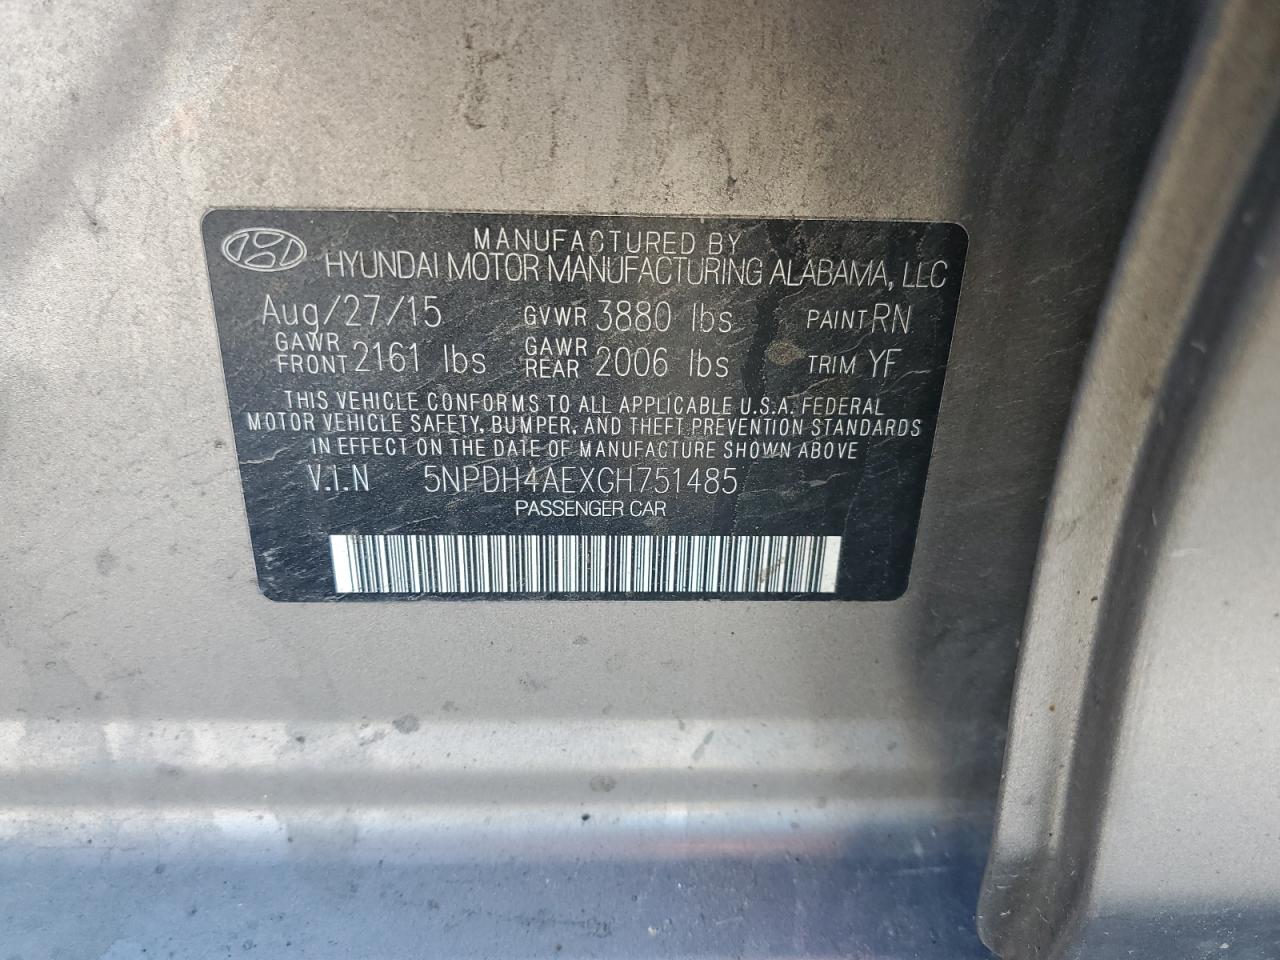 MANUFACTURED BY
HYUNDAI MOTOR MANUFACTURING ALABAMA, LLC
Aug/27/15 GVWR 3880 lbs PAINT RN
GAWR FRONT 2161 lbs GAWR REAR 2006 lbs TRIM YF
THIS VEHICLE CONFORMS TO ALL APPLICABLE U.S.A. FEDERAL
MOTOR VEHICLE SAFETY, BUMPER, AND THEFT PREVENTION STANDARDS
IN EFFECT ON THE DATE OF MANUFACTURE SHOWN ABOVE
V.I.N 5NPDH4AEXGH751485
PASSENGER CAR